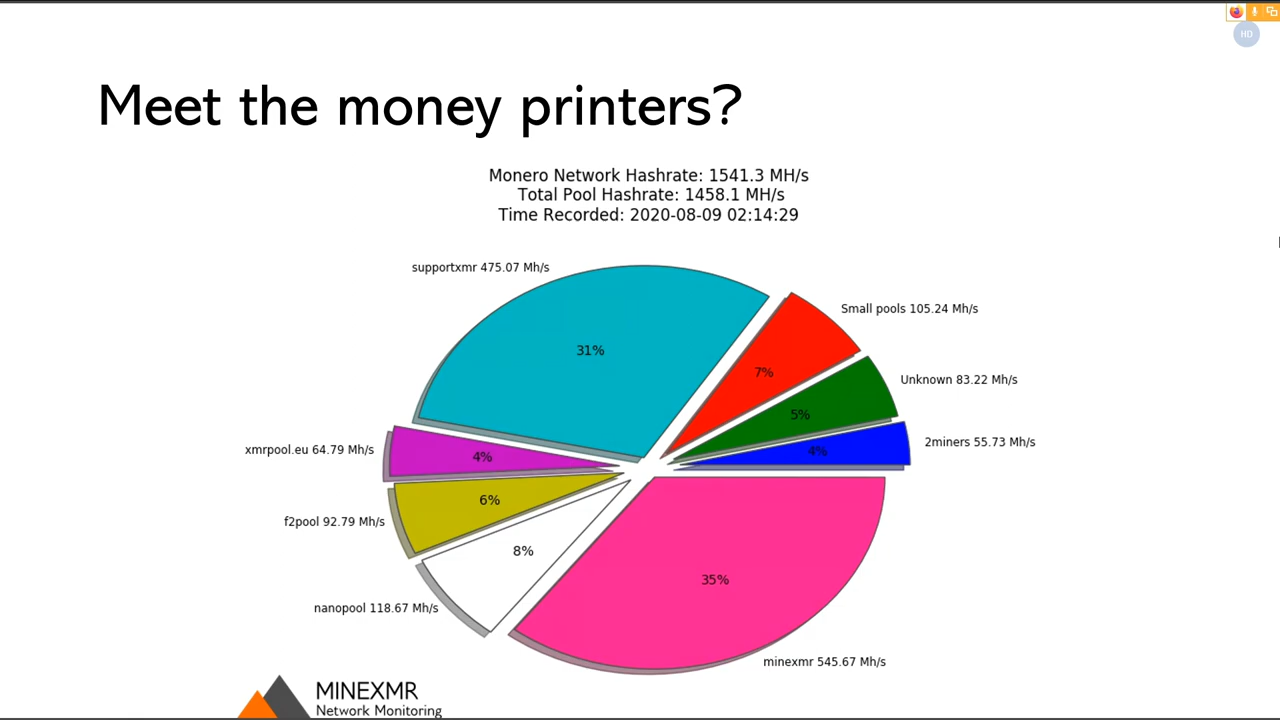 HD
Meet the money printers?
Monero Network Hashrate: 1541.3 MH/s
Total Pool Hashrate: 1458.1 MH/s
Time Recorded: 2020-08-09 02:14:29
supportxmr 475.07 Mh/s
Small pools 105.24 Mh/s
31%
7%
Unknown 83.22 Mh/s
5%
2miners 55.73 Mh/s
4%
xmrpool.eu 64.79 Mh/s
4%
6%
f2pool 92.79 Mh/s
8%
35%
nanopool 118.67 Mh/s
minexmr 545.67 Mh/s
MINEXMR
Network Monitoring